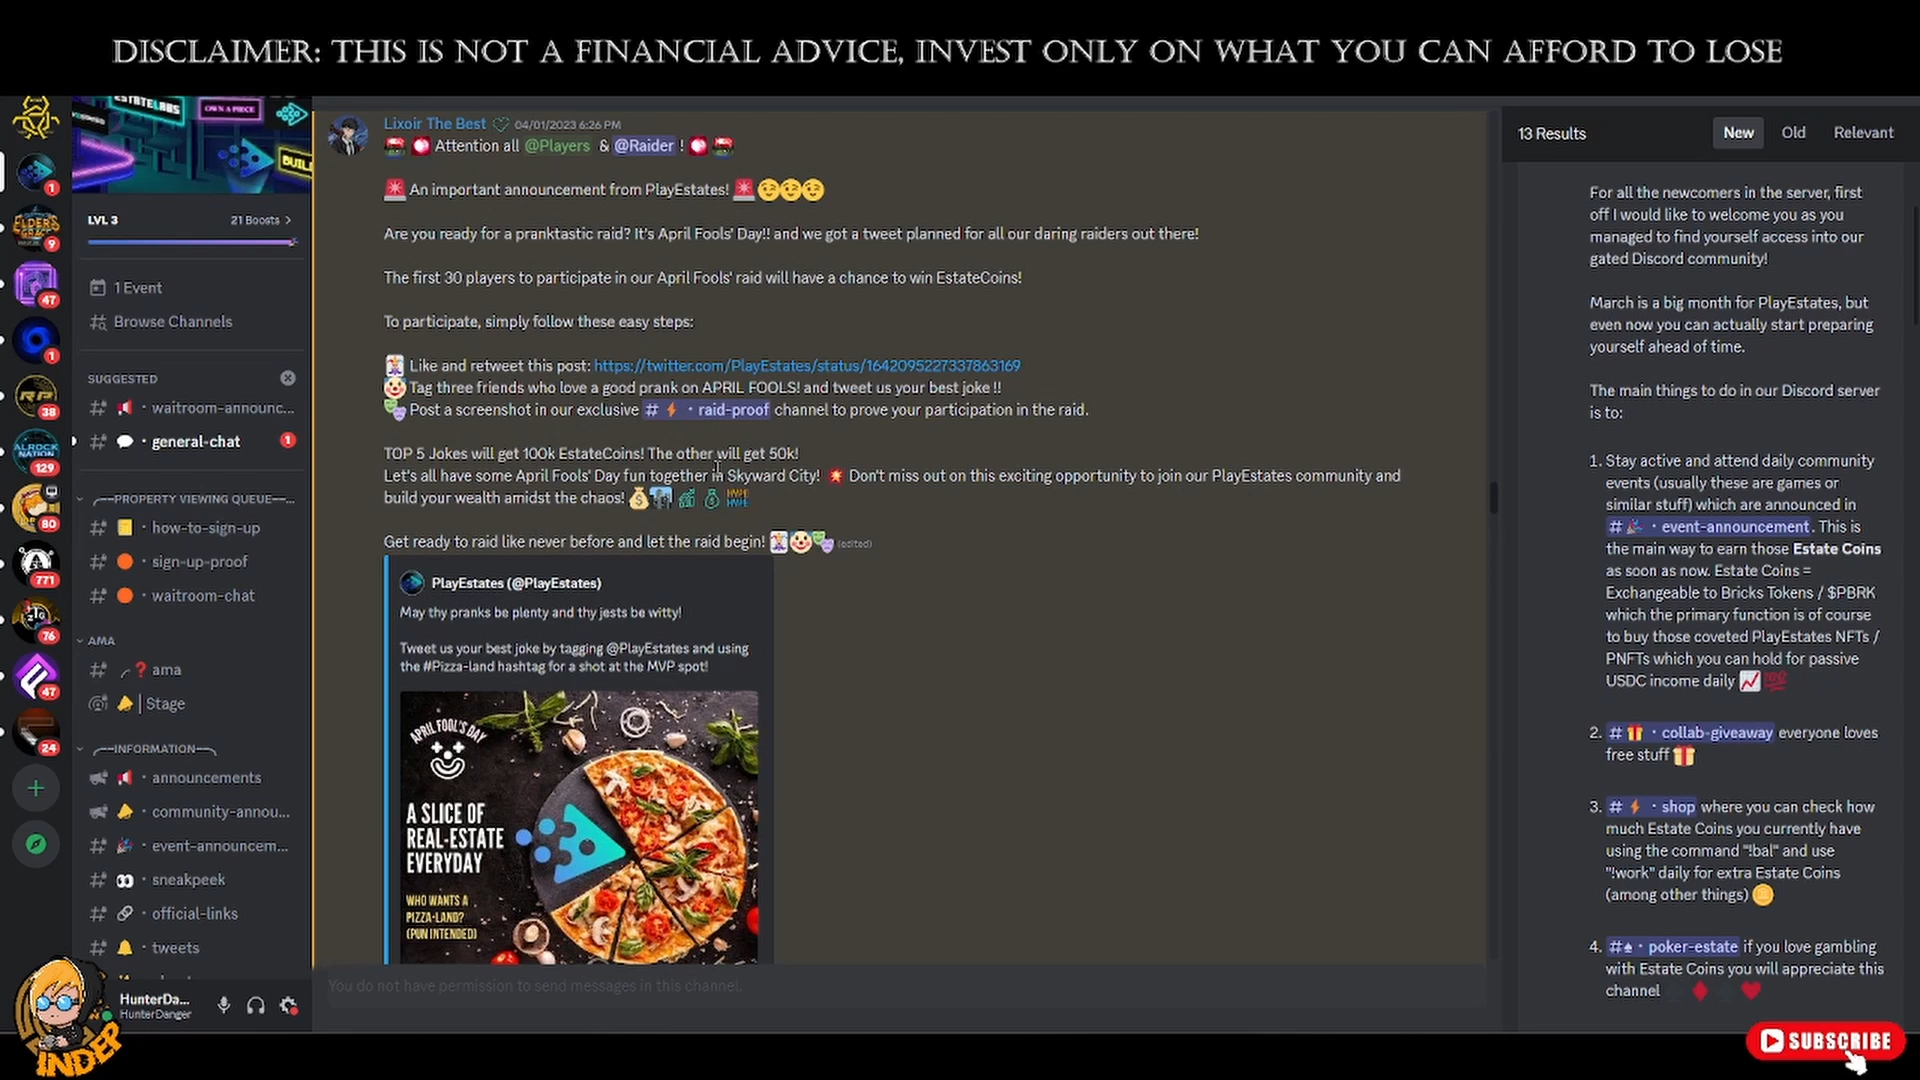 DISCLAIMER: THIS IS NOT A FINANCIAL ADVICE, INVEST ONLY ON WHAT YOU CAN AFFORD TO LOSE
ESTATELABS
OWN A PIECE
BUIL
LVL 3
21 Boosts >
1 Event
Browse Channels
SUGGESTED
waitroom-announc...
general-chat
1
PROPERTY VIEWING QUEUE
how-to-sign-up
sign-up-proof
waitroom-chat
AMA
ama
Stage
INFORMATION
announcements
community-annou...
event-announcem...
sneakpeek
official-links
tweets
HunterDa...
HunterDanger
INDEP
1
ELDERS
9
47
1
RP
38
ALROCK
NATION
129
80
771
76
47
24
Lixoir The Best 04/01/2023 6:26 PM
Attention all @Players & @Raider !
An important announcement from PlayEstates!
Are you ready for a pranktastic raid? It's April Fools' Day!! and we got a tweet planned for all our daring raiders out there!
The first 30 players to participate in our April Fools' raid will have a chance to win EstateCoins!
To participate, simply follow these easy steps:
Like and retweet this post: https://twitter.com/PlayEstates/status/1642095227337863169
Tag three friends who love a good prank on APRIL FOOLS! and tweet us your best joke !!
Post a screenshot in our exclusive # · raid-proof channel to prove your participation in the raid.
TOP 5 Jokes will get 100k EstateCoins! The other will get 50k!
Let's all have some April Fools' Day fun together in Skyward City! Don't miss out on this exciting opportunity to join our PlayEstates community and
build your wealth amidst the chaos!
Get ready to raid like never before and let the raid begin! (edited)
PlayEstates (@PlayEstates)
May thy pranks be plenty and thy jests be witty!
Tweet us your best joke by tagging @PlayEstates and using
the #Pizza-land hashtag for a shot at the MVP spot!
APRIL FOOL'S DAY
A SLICE OF
REAL-ESTATE
EVERYDAY
WHO WANTS A
PIZZA-LAND?
(PUN INTENDED)
You do not have permission to send messages in this channel.
13 Results
New
Old
Relevant
For all the newcomers in the server, first
off I would like to welcome you as you
managed to find yourself access into our
gated Discord community!
March is a big month for PlayEstates, but
even now you can actually start preparing
yourself ahead of time.
The main things to do in our Discord server
is to:
1. Stay active and attend daily community
events (usually these are games or
similar stuff) which are announced in
# · event-announcement. This is
the main way to earn those Estate Coins
as soon as now. Estate Coins =
Exchangeable to Bricks Tokens / $PBRK
which the primary function is of course
to buy those coveted PlayEstates NFTs /
PNFTs which you can hold for passive
USDC income daily
2. # · collab-giveaway everyone loves
free stuff
3. # · shop where you can check how
much Estate Coins you currently have
using the command "!bal" and use
"!work" daily for extra Estate Coins
(among other things)
4. # · poker-estate if you love gambling
with Estate Coins you will appreciate this
channel
SUBSCRIBE